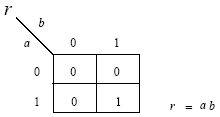 r
b
a 0 1
0 0 0
1 0 1
r = a b